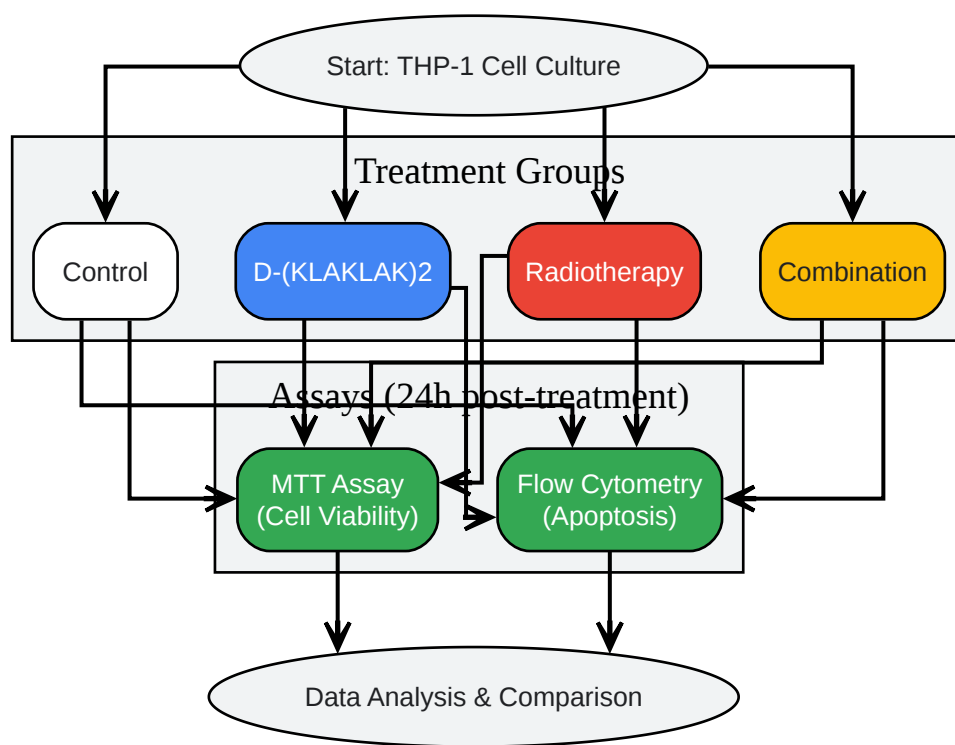 Start: THP-1 Cell Culture
Treatment Groups
Control
D-(KLAKLAK)2
Radiotherapy
Combination
Assays (24h post-treatment)
MTT Assay
(Cell Viability)
Flow Cytometry
(Apoptosis)
Data Analysis & Comparison